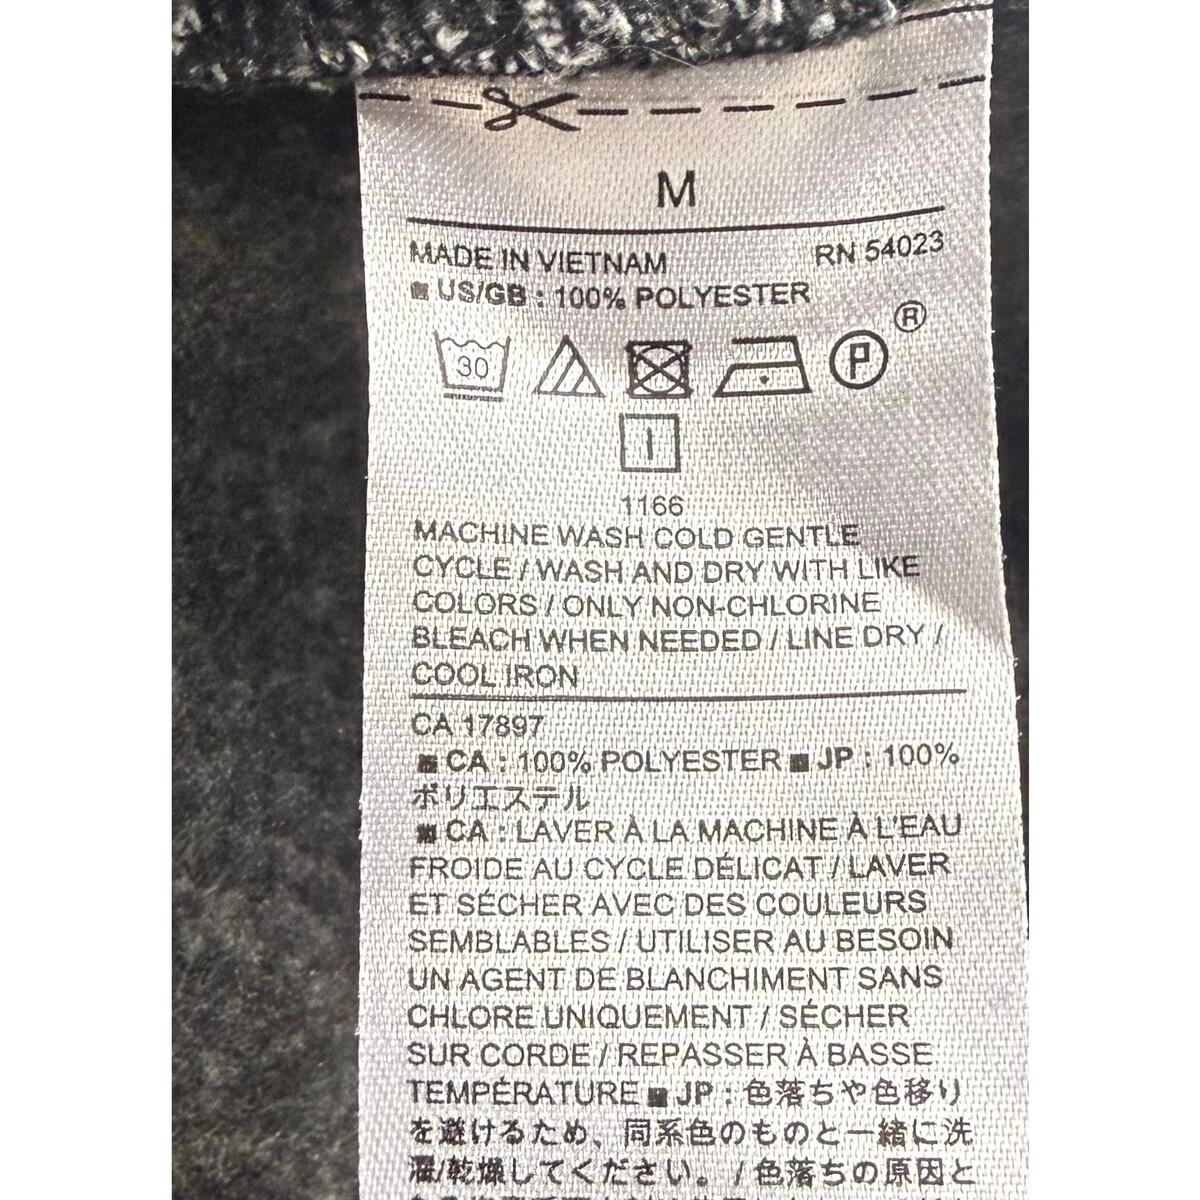 M
MADE IN VIETNAM RN 54023
US/GB : 100% POLYESTER
30 P ®
1166
MACHINE WASH COLD GENTLE
CYCLE / WASH AND DRY WITH LIKE
COLORS / ONLY NON-CHLORINE
BLEACH WHEN NEEDED / LINE DRY /
COOL IRON
CA 17897
■ CA : 100% POLYESTER ■ JP : 100%
ポリエステル
■ CA : LAVER À LA MACHINE À L'EAU
FROIDE AU CYCLE DÉLICAT / LAVER
ET SÉCHER AVEC DES COULEURS
SEMBLABLES / UTILISER AU BESOIN
UN AGENT DE BLANCHIMENT SANS
CHLORE UNIQUEMENT / SÉCHER
SUR CORDE / REPASSER À BASSE
TEMPÉRATURE ■ JP : 色落ちや色移り
を避けるため、同系色のものと一緒に洗
濯/乾燥してください。 / 色落ちの原因と